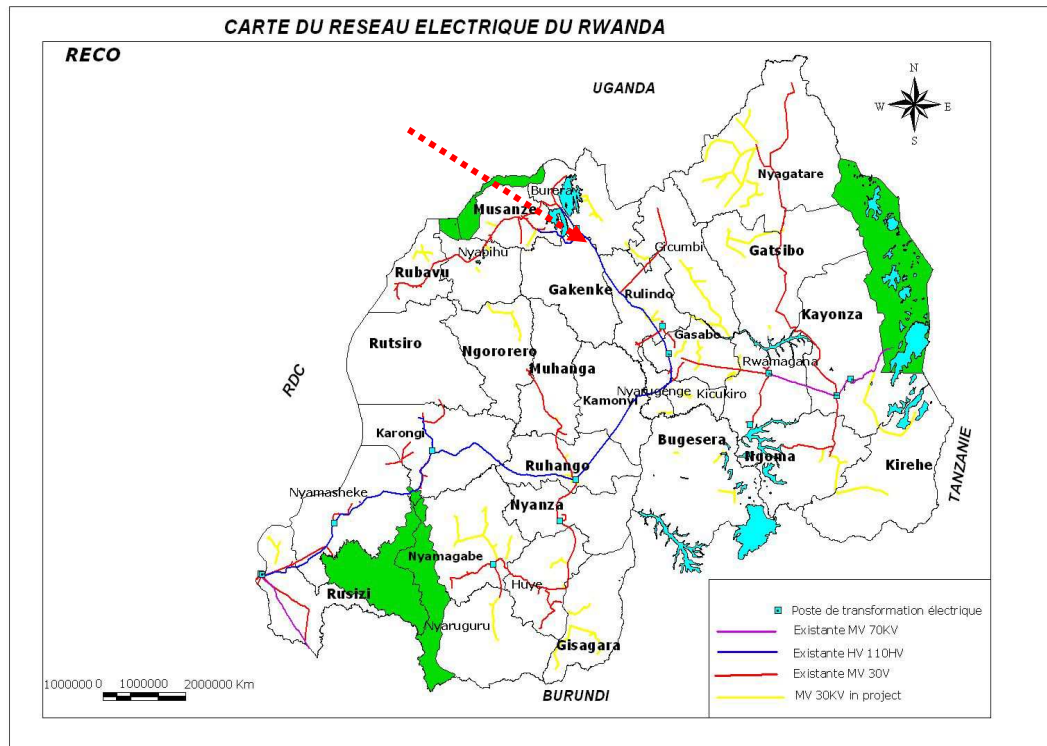 CARTE DU RESEAU ELECTRIQUE DU RWANDA
RECO
UGANDA
N
W E
S
Nyagatare
Burera
Musanze
Gicumbi
Nyapihu
Gatsibo
Rubavu
Gakenke
Rulindo
Kayonza
Rutsiro
Ngororero
Gasabo
Rwamagana
Muhanga
RDC
Nyarugenge
Kicukiro
Kamonyi
Karongi
Bugesera
Ngoma
Kirehe
Ruhango
TANZANIE
Nyamasheke
Nyanza
Nyamagabe
Huye
Rusizi
Nyaruguru
Gisagara
BURUNDI
Poste de transformation électrique
Existante MV 70KV
Existante HV 110HV
Existante MV 30V
MV 30KV in project
1000000 0 1000000 2000000 Km